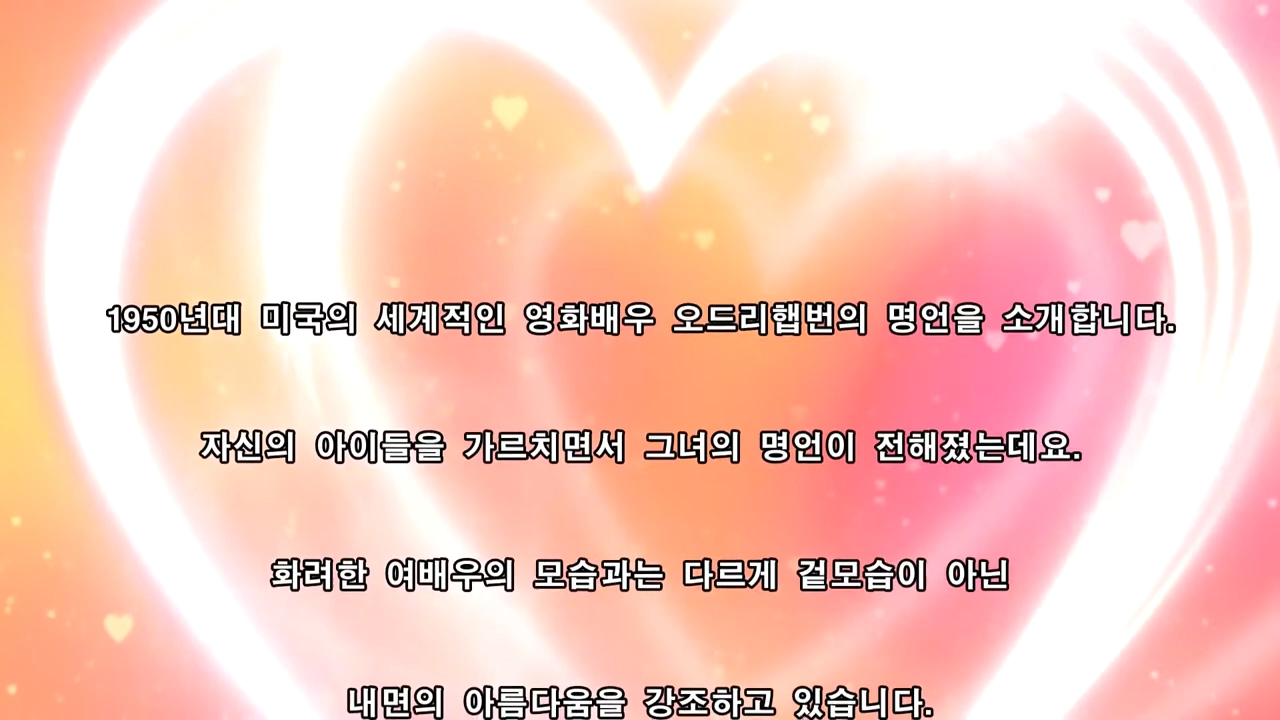 1950년대 미국의 세계적인 영화배우 오드리햅번의 명언을 소개합니다.
자신의 아이들을 가르치면서 그녀의 명언이 전해졌는데요.
화려한 여배우의 모습과는 다르게 겉모습이 아닌
내면의 아름다움을 강조하고 있습니다.